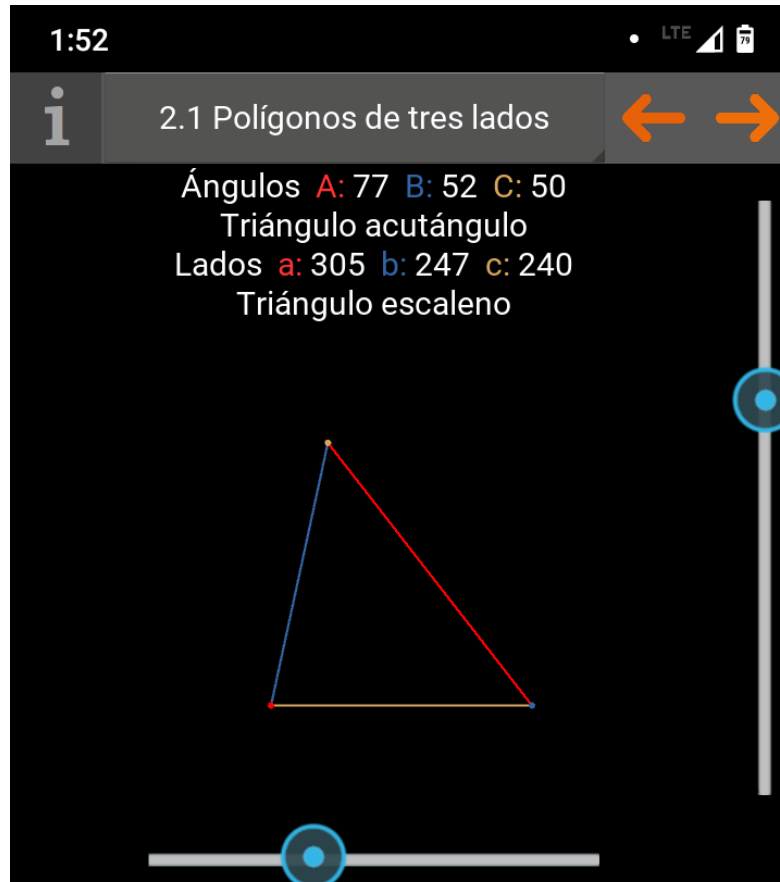 1:52
LTE
79
i
2.1 Polígonos de tres lados
Ángulos A: 77 B: 52 C: 50
Triángulo acutángulo
Lados a: 305 b: 247 c: 240
Triángulo escaleno